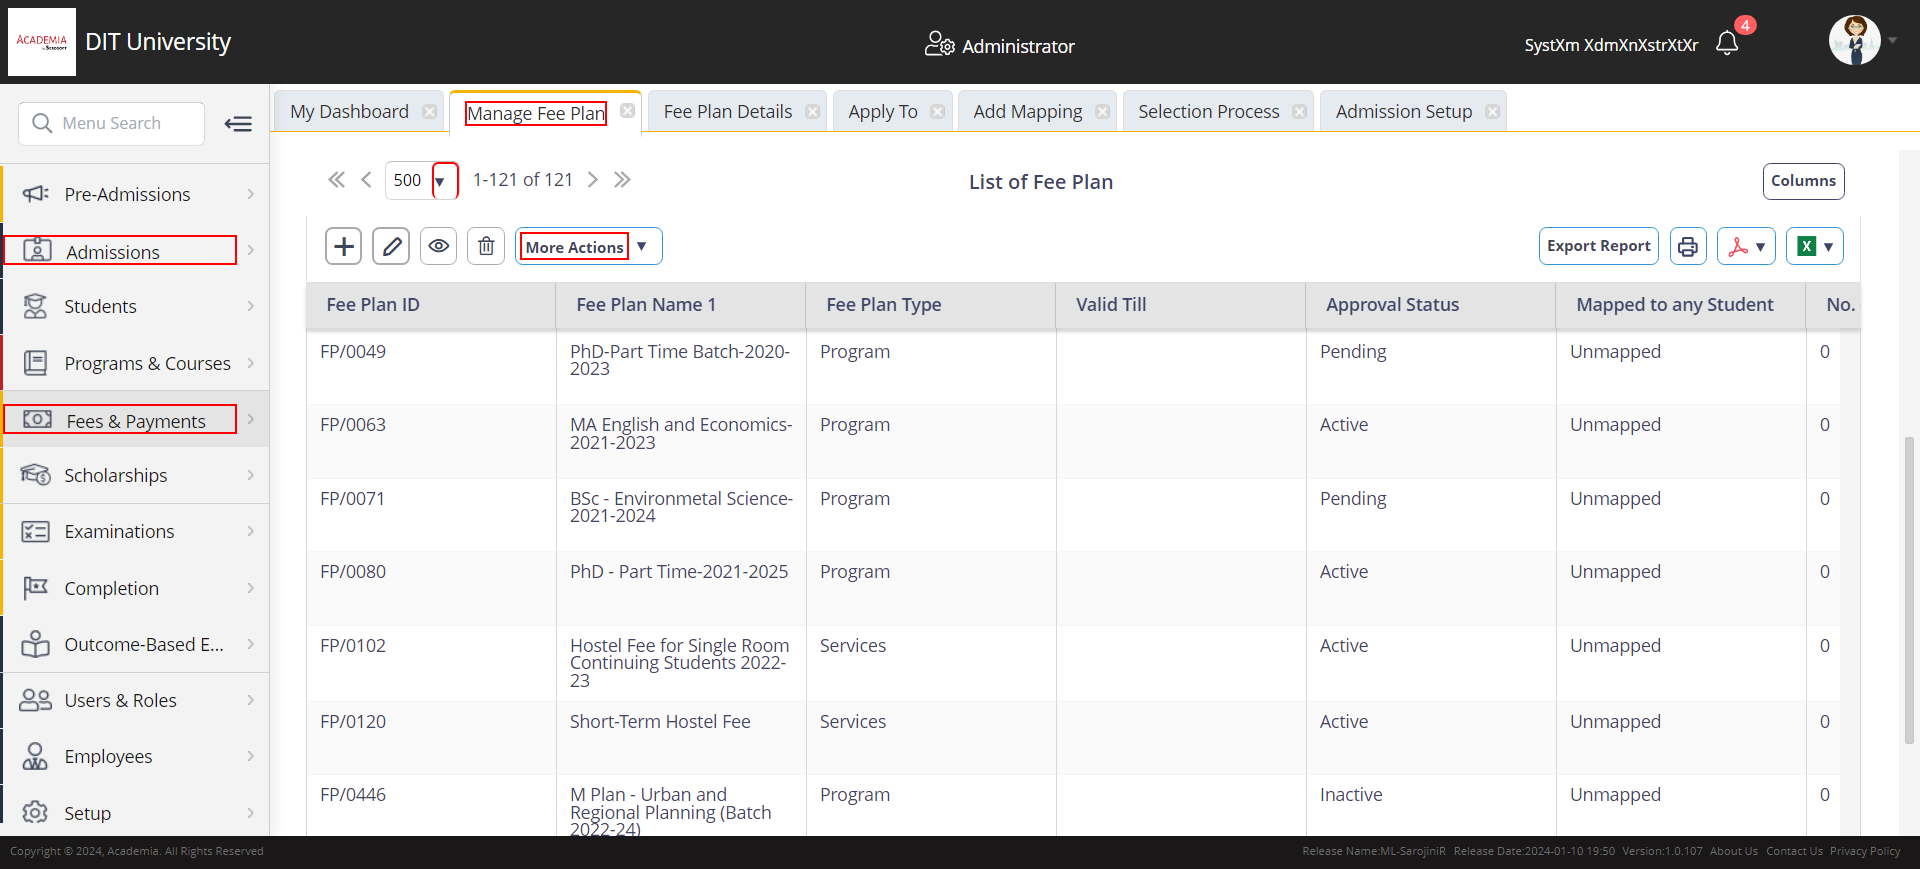 ACADEMIA
by SEROSOFT
DIT University
Administrator
SystXm XdmXnXstrXtXr
4
Menu Search
My Dashboard
Manage Fee Plan
Fee Plan Details
Apply To
Add Mapping
Selection Process
Admission Setup
Pre-Admissions
Admissions
Students
Programs & Courses
Fees & Payments
Scholarships
Examinations
Completion
Outcome-Based E...
Users & Roles
Employees
Setup
500
1-121 of 121
List of Fee Plan
Columns
More Actions
Export Report
X
Fee Plan ID Fee Plan Name 1 Fee Plan Type Valid Till Approval Status Mapped to any Student No.
FP/0049 PhD-Part Time Batch-2020- Program Pending Unmapped 0
2023
FP/0063 MA English and Economics- Program Active Unmapped 0
2021-2023
FP/0071 BSc - Environmetal Science- Program Pending Unmapped 0
2021-2024
FP/0080 PhD - Part Time-2021-2025 Program Active Unmapped 0
FP/0102 Hostel Fee for Single Room Services Active Unmapped 0
Continuing Students 2022-
23
FP/0120 Short-Term Hostel Fee Services Active Unmapped 0
FP/0446 M Plan - Urban and Program Inactive Unmapped 0
Regional Planning (Batch
2022-24)
Copyright © 2024, Academia. All Rights Reserved
Release Name:ML-SarojiniR Release Date:2024-01-10 19:50 Version:1.0.107 About Us Contact Us Privacy Policy